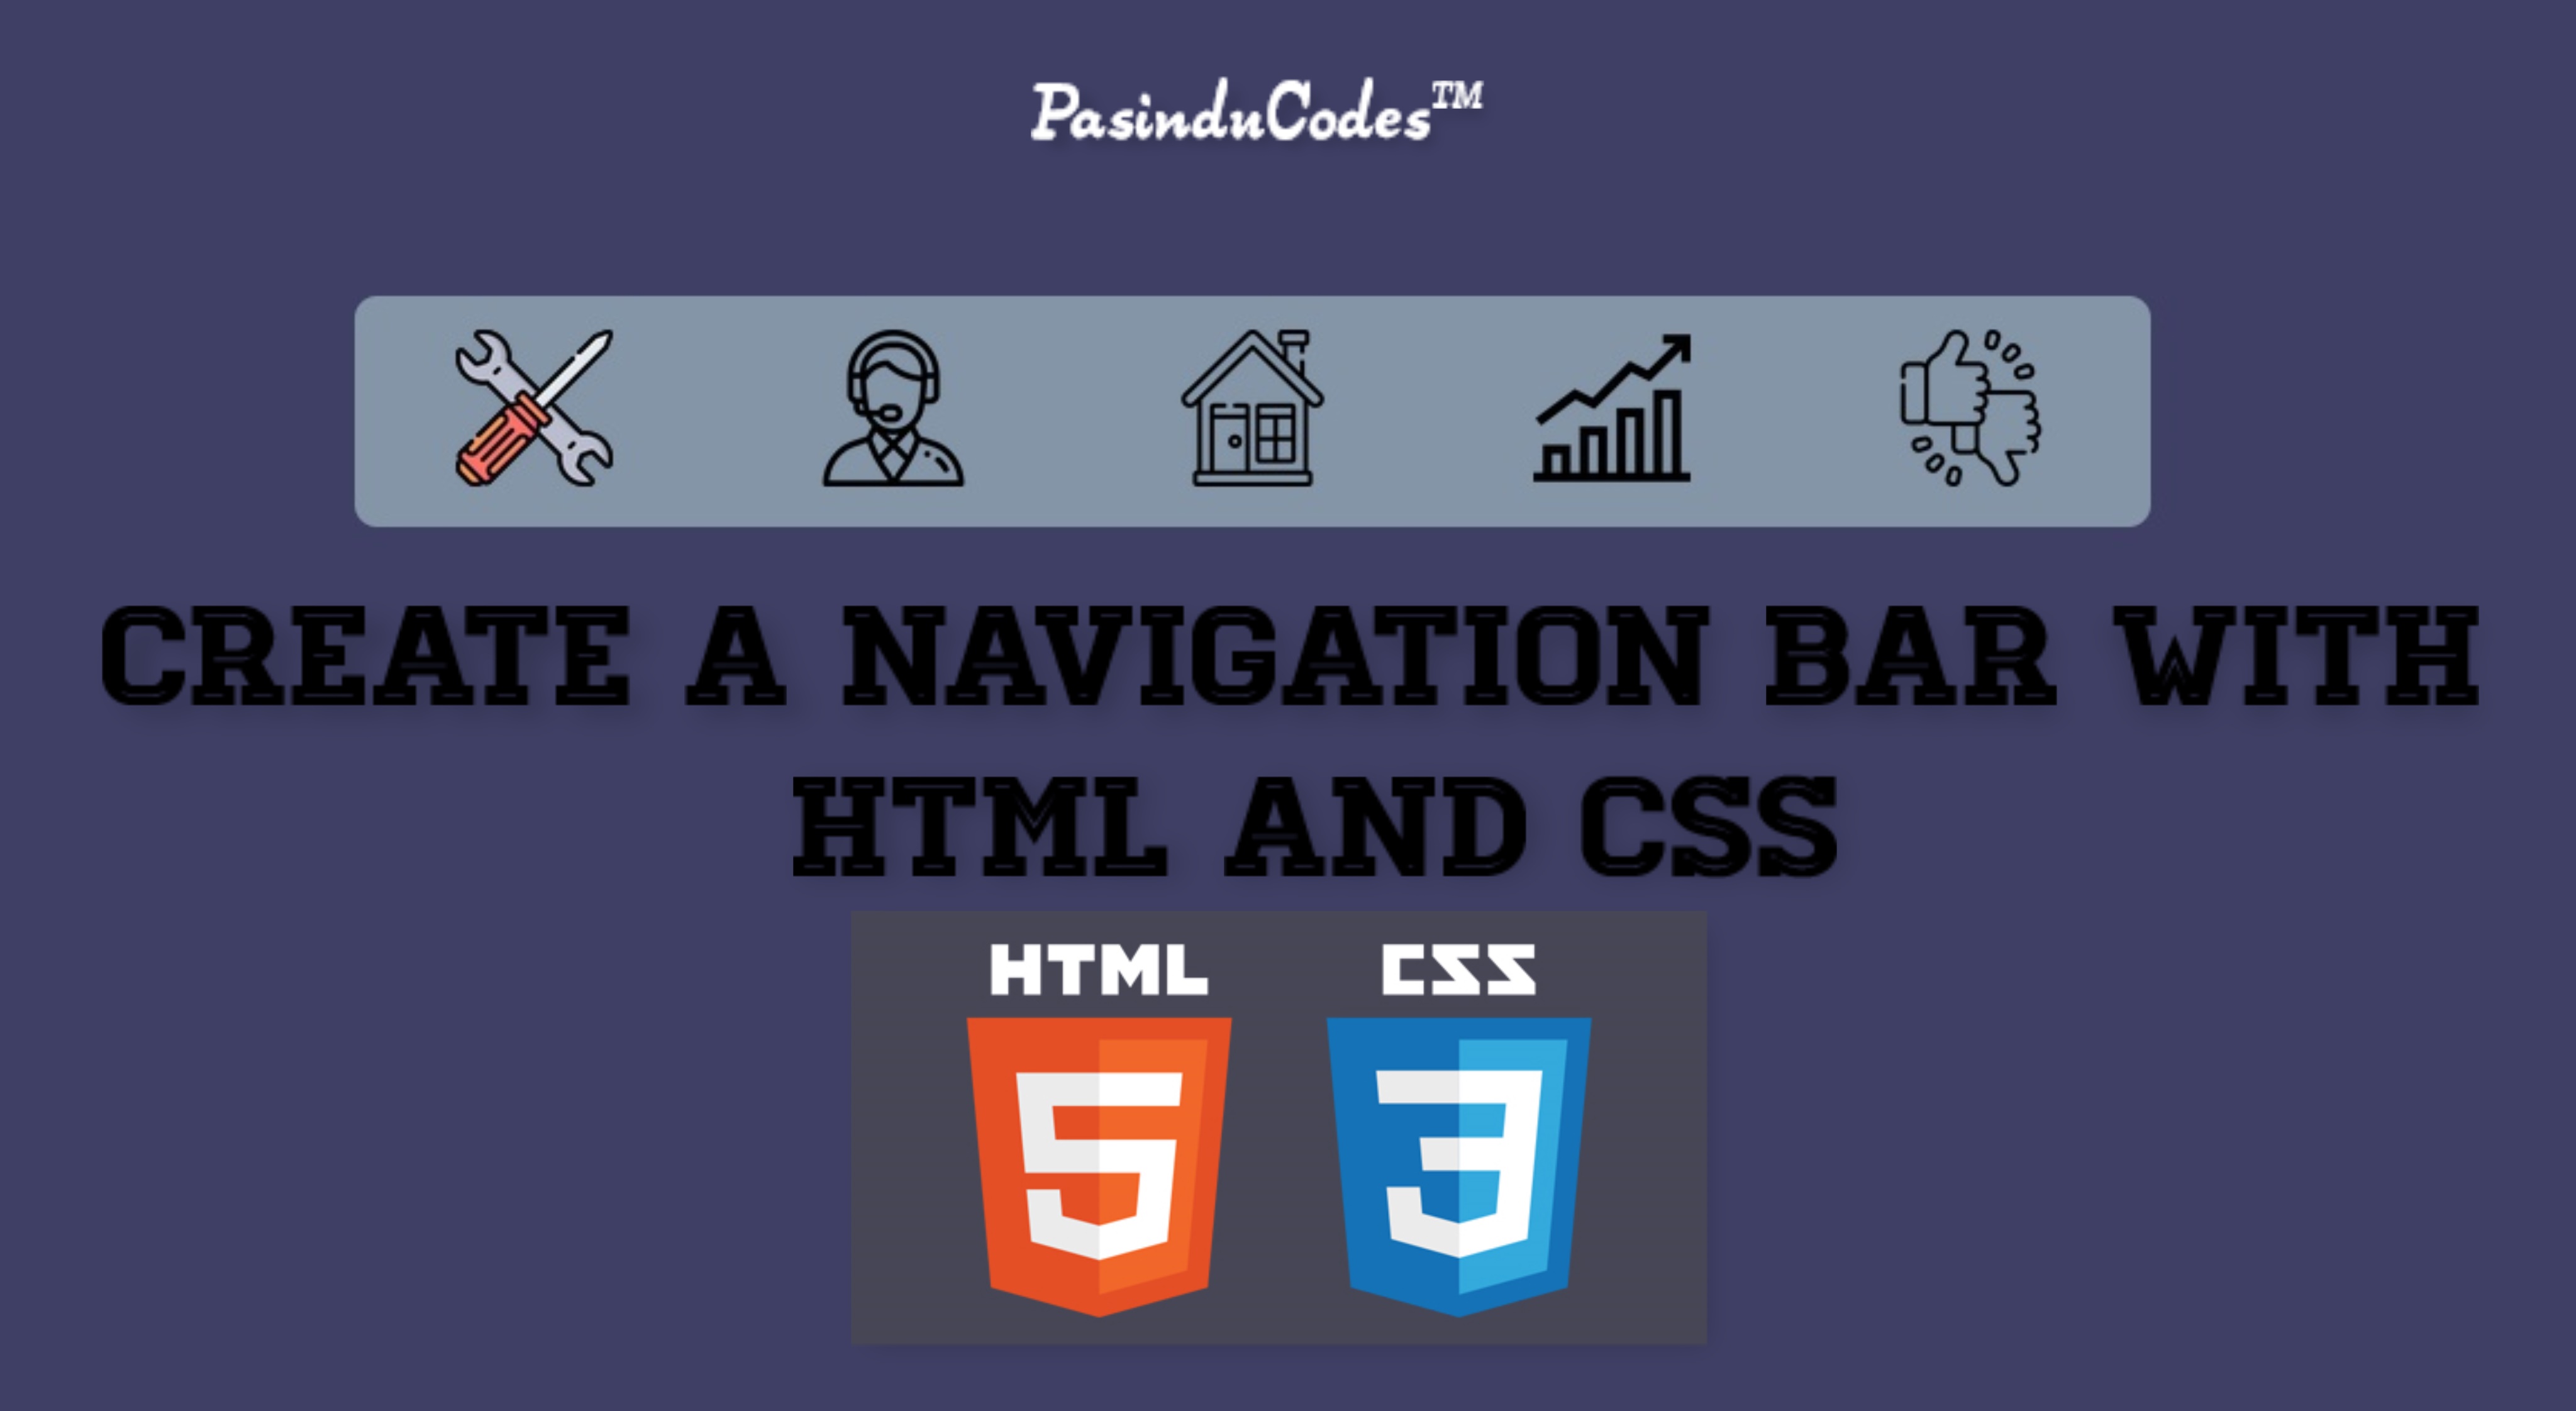 PasinduCodes™
CREATE A NAVIGATION BAR WITH
HTML AND CSS
HTML CSS
5 3